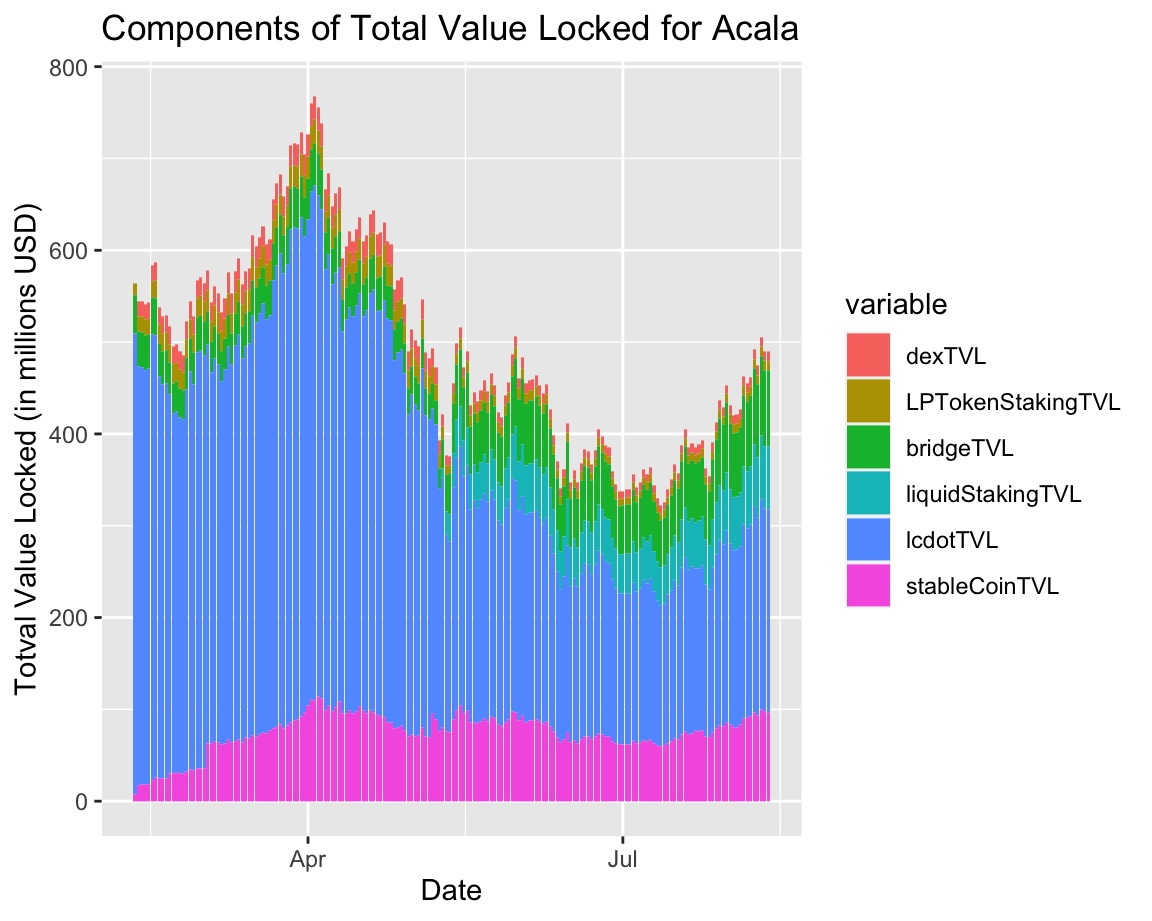 Components of Total Value Locked for Acala
Totval Value Locked (in millions USD)
800
600
400
200
0
Apr
Jul
Date
variable
dexTVL
LPTokenStakingTVL
bridgeTVL
liquidStakingTVL
lcdotTVL
stableCoinTVL